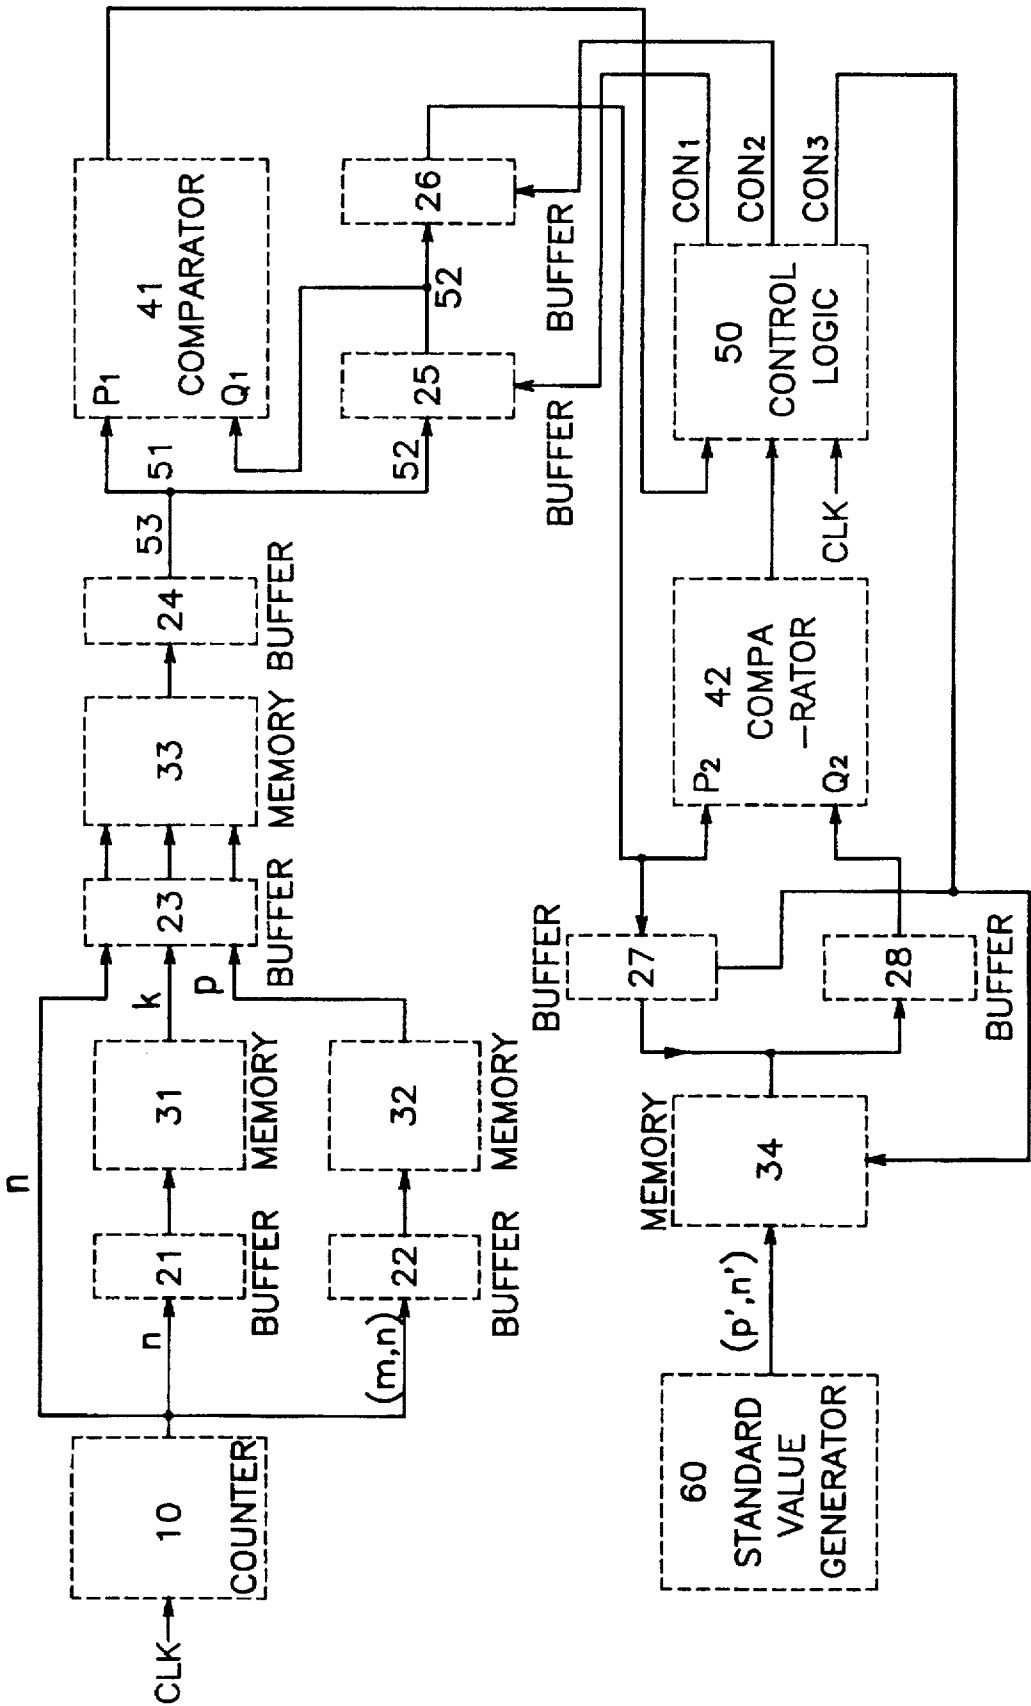 CLK
10
COUNTER
n
n
(m,n)
21
BUFFER
22
BUFFER
31
MEMORY
32
MEMORY
k
p
23
BUFFER
33
MEMORY
24
BUFFER
53
51
52
P1
Q1
41
COMPARATOR
25
BUFFER
52
26
BUFFER
60
STANDARD
VALUE
GENERATOR
(p',n')
34
MEMORY
27
BUFFER
28
BUFFER
P2
Q2
42
COMPA
-RATOR
CLK
50
CONTROL
LOGIC
CON1
CON2
CON3